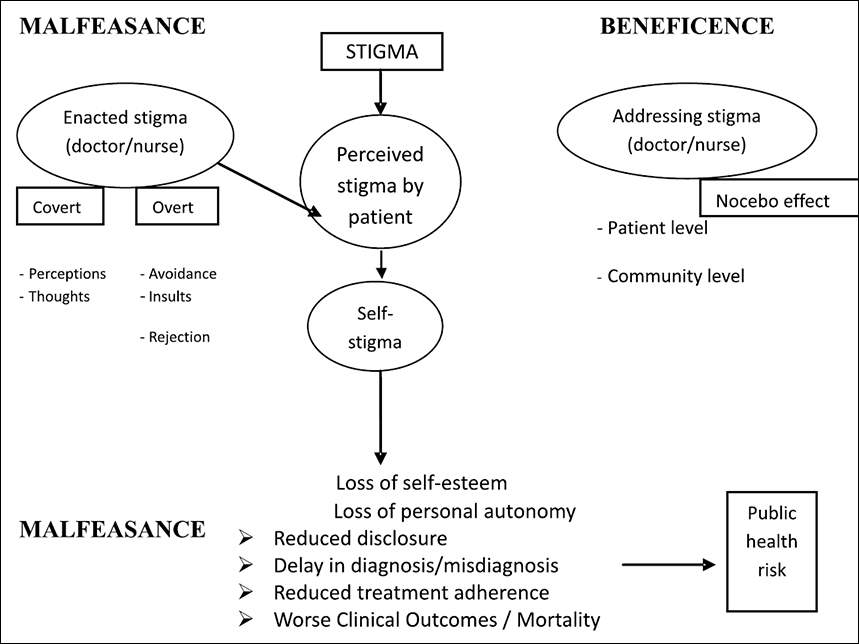 MALFEASANCE
BENEFICENCE
STIGMA
Enacted stigma
(doctor/nurse)
Covert
Overt
- Perceptions
- Thoughts
- Avoidance
- Insults
- Rejection
Perceived
stigma by
patient
Self-
stigma
Addressing stigma
(doctor/nurse)
Nocebo effect
- Patient level
- Community level
Loss of self-esteem
Loss of personal autonomy
MALFEASANCE
➢ Reduced disclosure
➢ Delay in diagnosis/misdiagnosis
➢ Reduced treatment adherence
➢ Worse Clinical Outcomes / Mortality
Public
health
risk